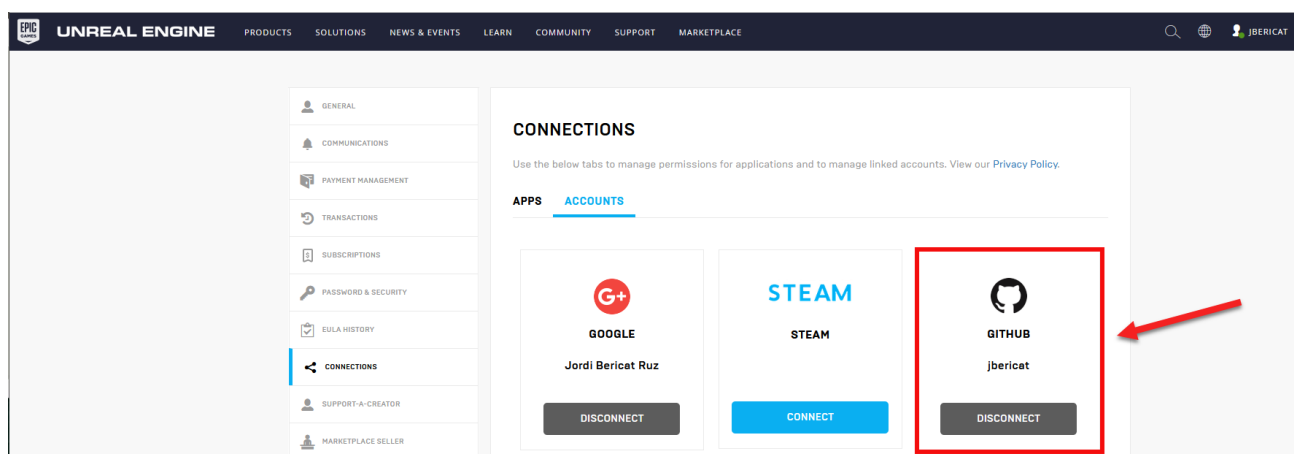 EPIC GAMES UNREAL ENGINE PRODUCTS SOLUTIONS NEWS & EVENTS LEARN COMMUNITY SUPPORT MARKETPLACE JBERICAT
GENERAL
COMMUNICATIONS
PAYMENT MANAGEMENT
TRANSACTIONS
SUBSCRIPTIONS
PASSWORD & SECURITY
EULA HISTORY
CONNECTIONS
SUPPORT-A-CREATOR
MARKETPLACE SELLER
CONNECTIONS
Use the below tabs to manage permissions for applications and to manage linked accounts. View our Privacy Policy.
APPS ACCOUNTS
G+
GOOGLE
Jordi Bericat Ruz
DISCONNECT
STEAM
STEAM
CONNECT
GITHUB
jbericat
DISCONNECT